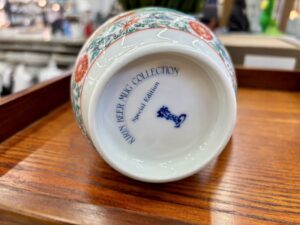 KIRIN BEER MUG COLLECTION
Special Edition